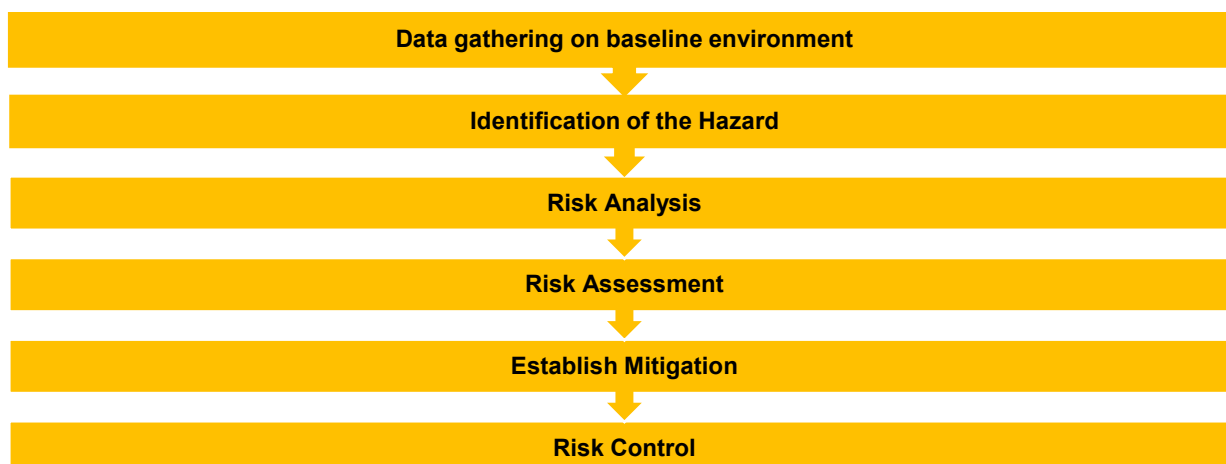 Data gathering on baseline environment
Identification of the Hazard
Risk Analysis
Risk Assessment
Establish Mitigation
Risk Control